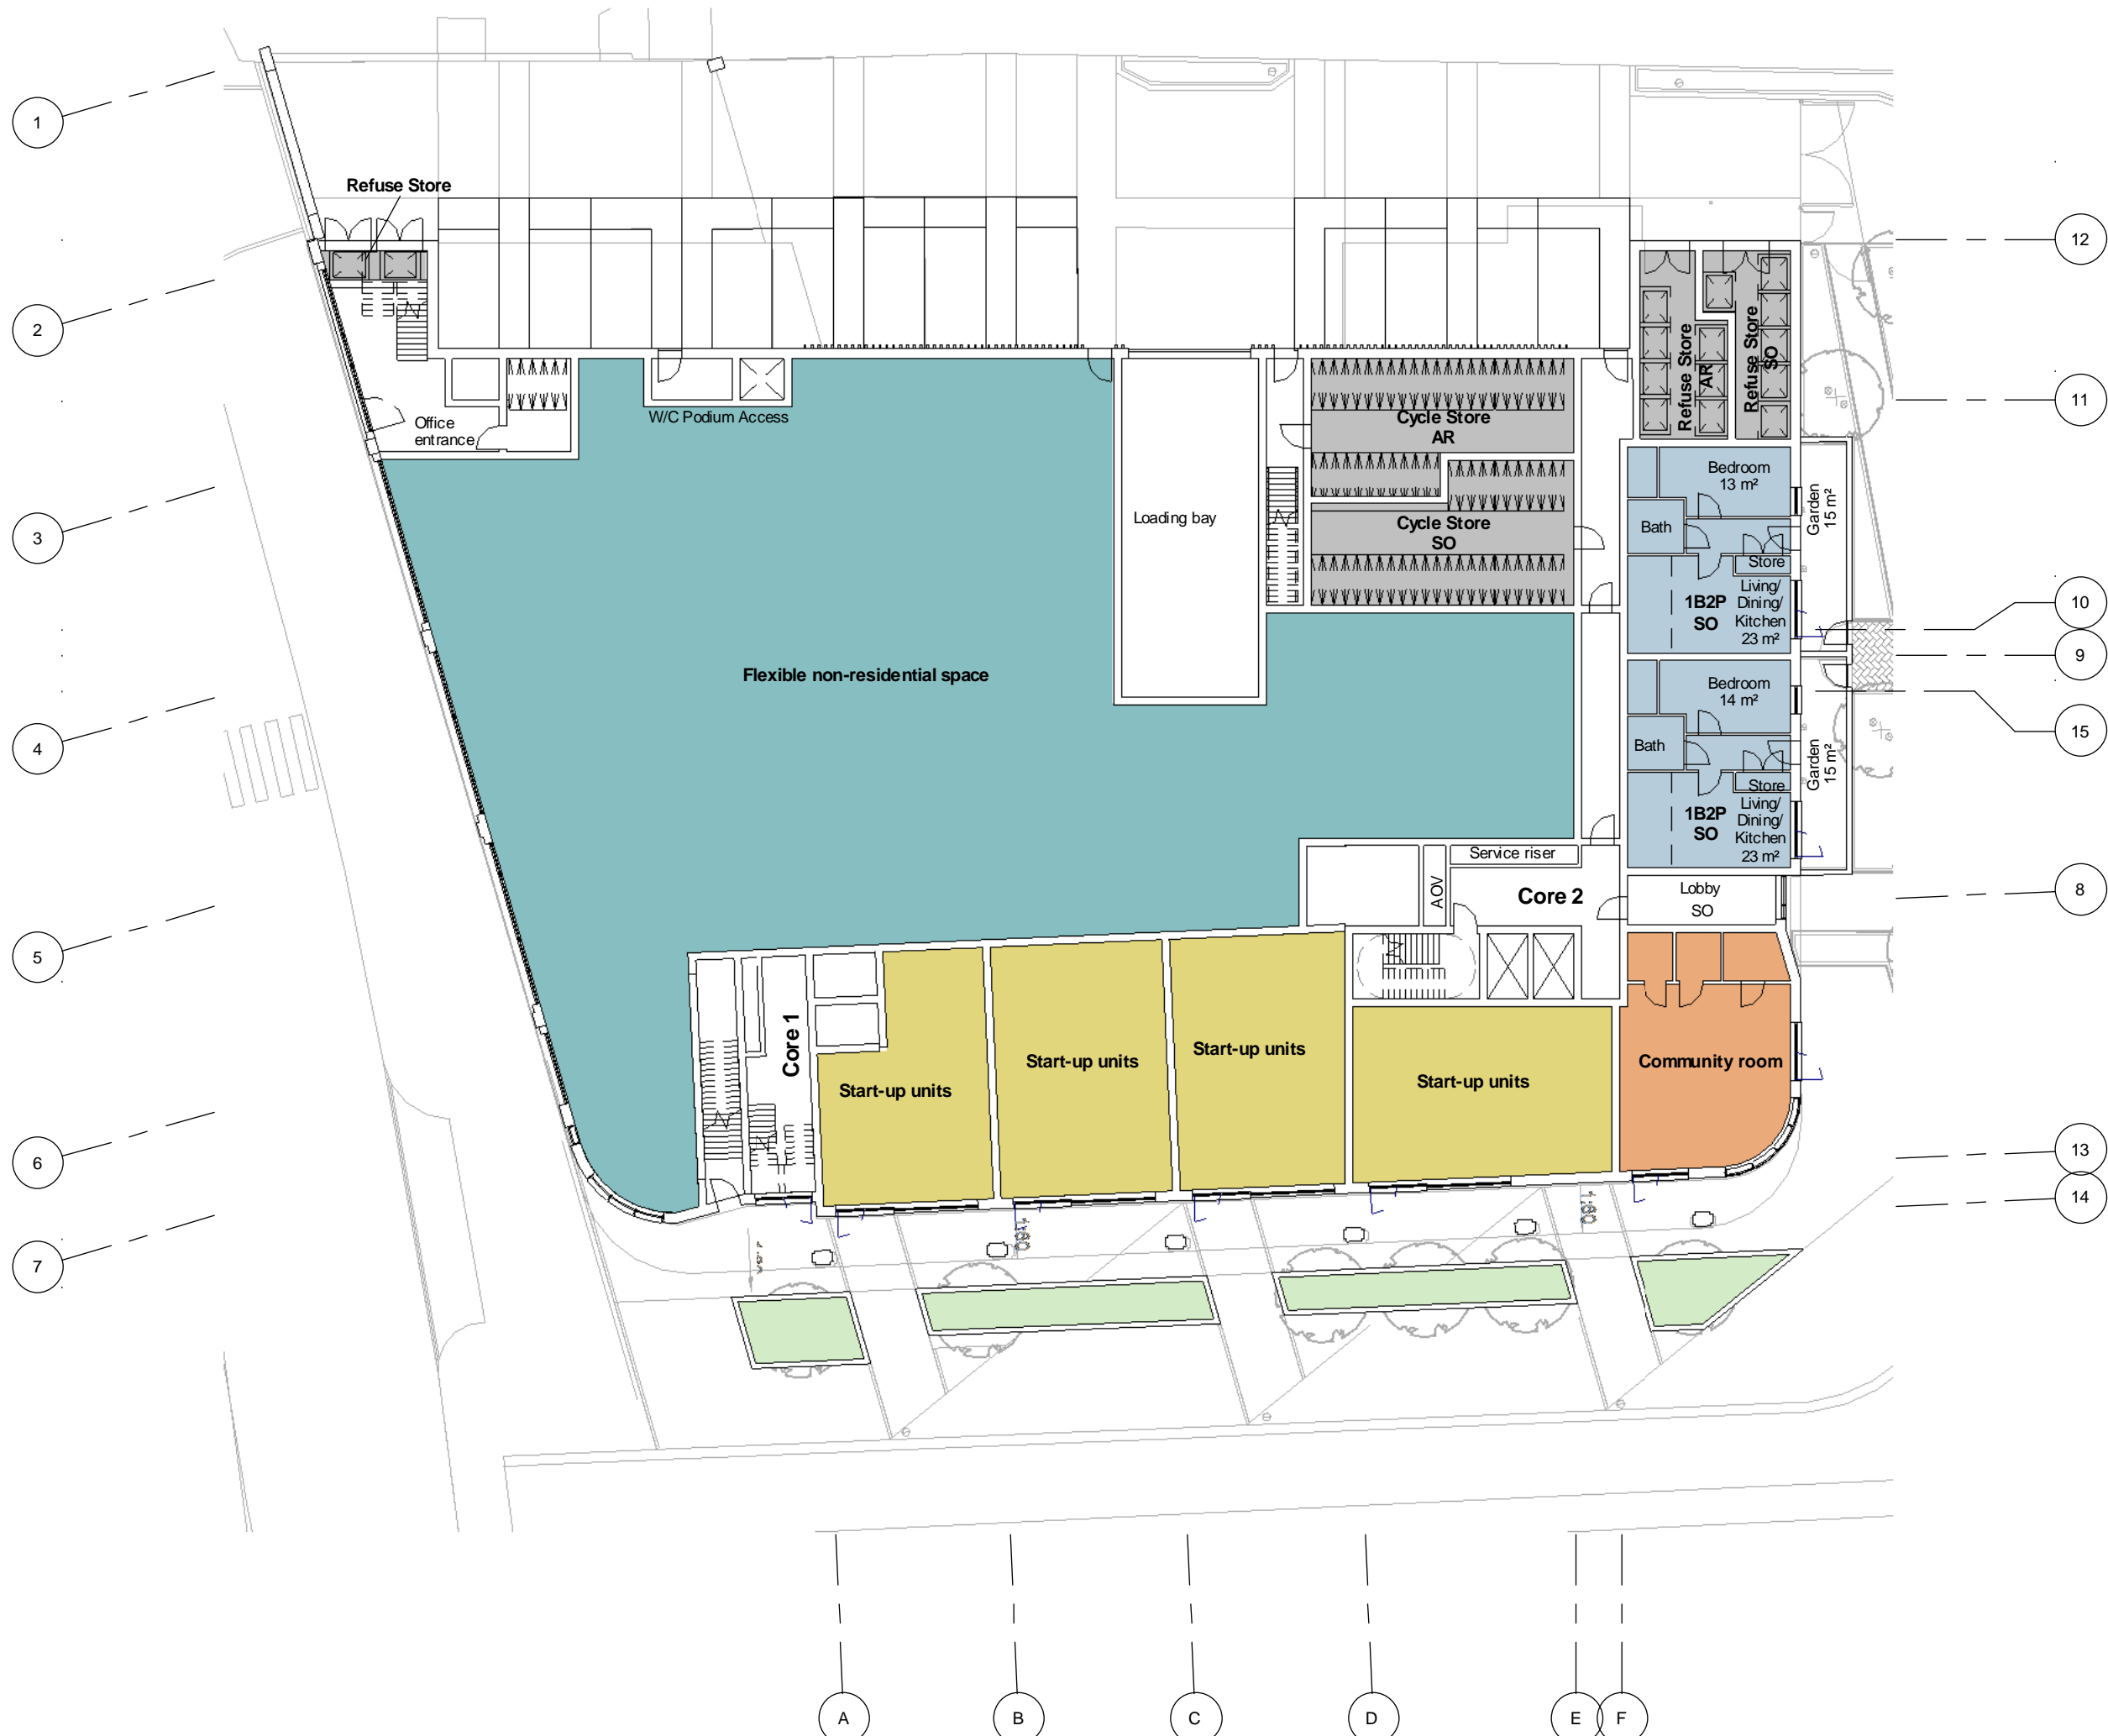 1
Refuse Store
12
2
Refuse Store
AR
Refuse Store
SO
11
Office
entrance
W/C Podium Access
Cycle Store
AR
Bedroom
13 m²
Garden
15 m²
3
Loading bay
Cycle Store
SO
Bath
Store
1B2P
SO
Living/
Dining/
Kitchen
23 m²
10
9
Flexible non-residential space
Bedroom
14 m²
15
4
Bath
Garden
15 m²
Store
1B2P
SO
Living/
Dining/
Kitchen
23 m²
Service riser
AOV
Core 2
Lobby
SO
8
5
Core 1
Start-up units
Start-up units
Start-up units
Start-up units
Community room
6
13
14
7
A
B
C
D
E
F